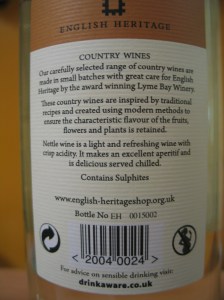 ENGLISH HERITAGE
COUNTRY WINES
Our carefully selected range of country wines are
made in small batches with great care for English
Heritage by the award winning Lyme Bay Winery.
These country wines are inspired by traditional
recipes and created using modern methods to
ensure the characteristic flavour of the fruits,
flowers and plants is retained.
Nettle wine is a light and refreshing wine with
crisp acidity. It makes an excellent aperitif and
is delicious served chilled.
Contains Sulphites
www.english-heritageshop.org.uk
Bottle No EH 0015002
< 2004 0024 >
For advice on sensible drinking visit:
drinkaware.co.uk